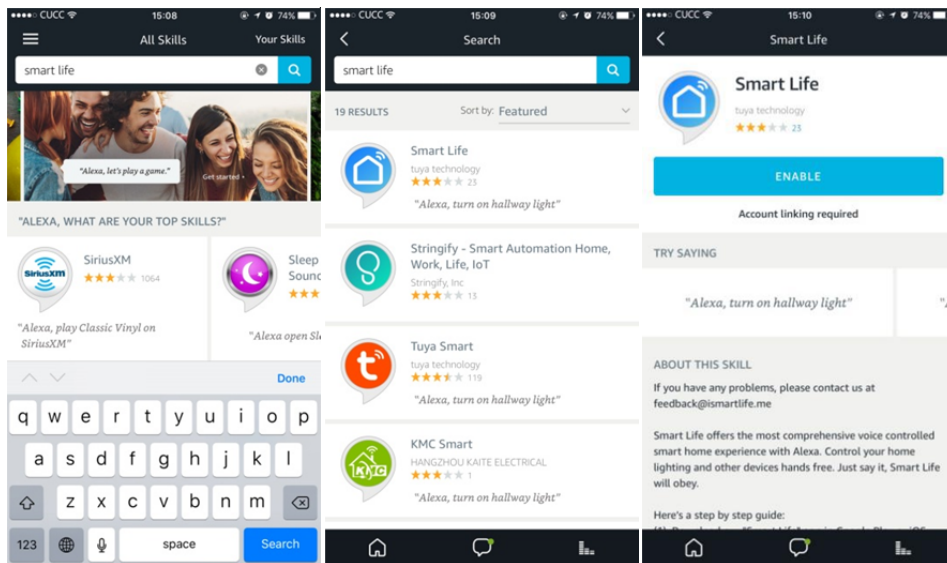 CUCC 15:08 74%
All Skills Your Skills
smart life
"Alexa, let's play a game."
Get started
"ALEXA, WHAT ARE YOUR TOP SKILLS?"
SiriusXM
SiriusXM
1064
"Alexa, play Classic Vinyl on
SiriusXM"
Sleep
Soun
"Alexa open Sl
Done
q w e r t y u i o p
a s d f g h j k l
z x c v b n m
123 space Search
CUCC 15:09 74%
Search
smart life
19 RESULTS Sort by: Featured
Smart Life
tuya technology
23
"Alexa, turn on hallway light"
Stringify - Smart Automation Home,
Work, Life, IoT
Stringify, Inc
13
Tuya Smart
tuya technology
119
"Alexa, turn on hallway light"
KMC
KMC Smart
HANGZHOU KAITE ELECTRICAL
1
"Alexa, turn on hallway light"
CUCC 15:10 74%
Smart Life
Smart Life
tuya technology
23
ENABLE
Account linking required
TRY SAYING
"Alexa, turn on hallway light"
ABOUT THIS SKILL
If you have any problems, please contact us at
feedback@ismartlife.me
Smart Life offers the most comprehensive voice controlled
smart home experience with Alexa. Control your home
lighting and other devices hands free. Just say it, Smart Life
will obey.
Here's a step by step guide: